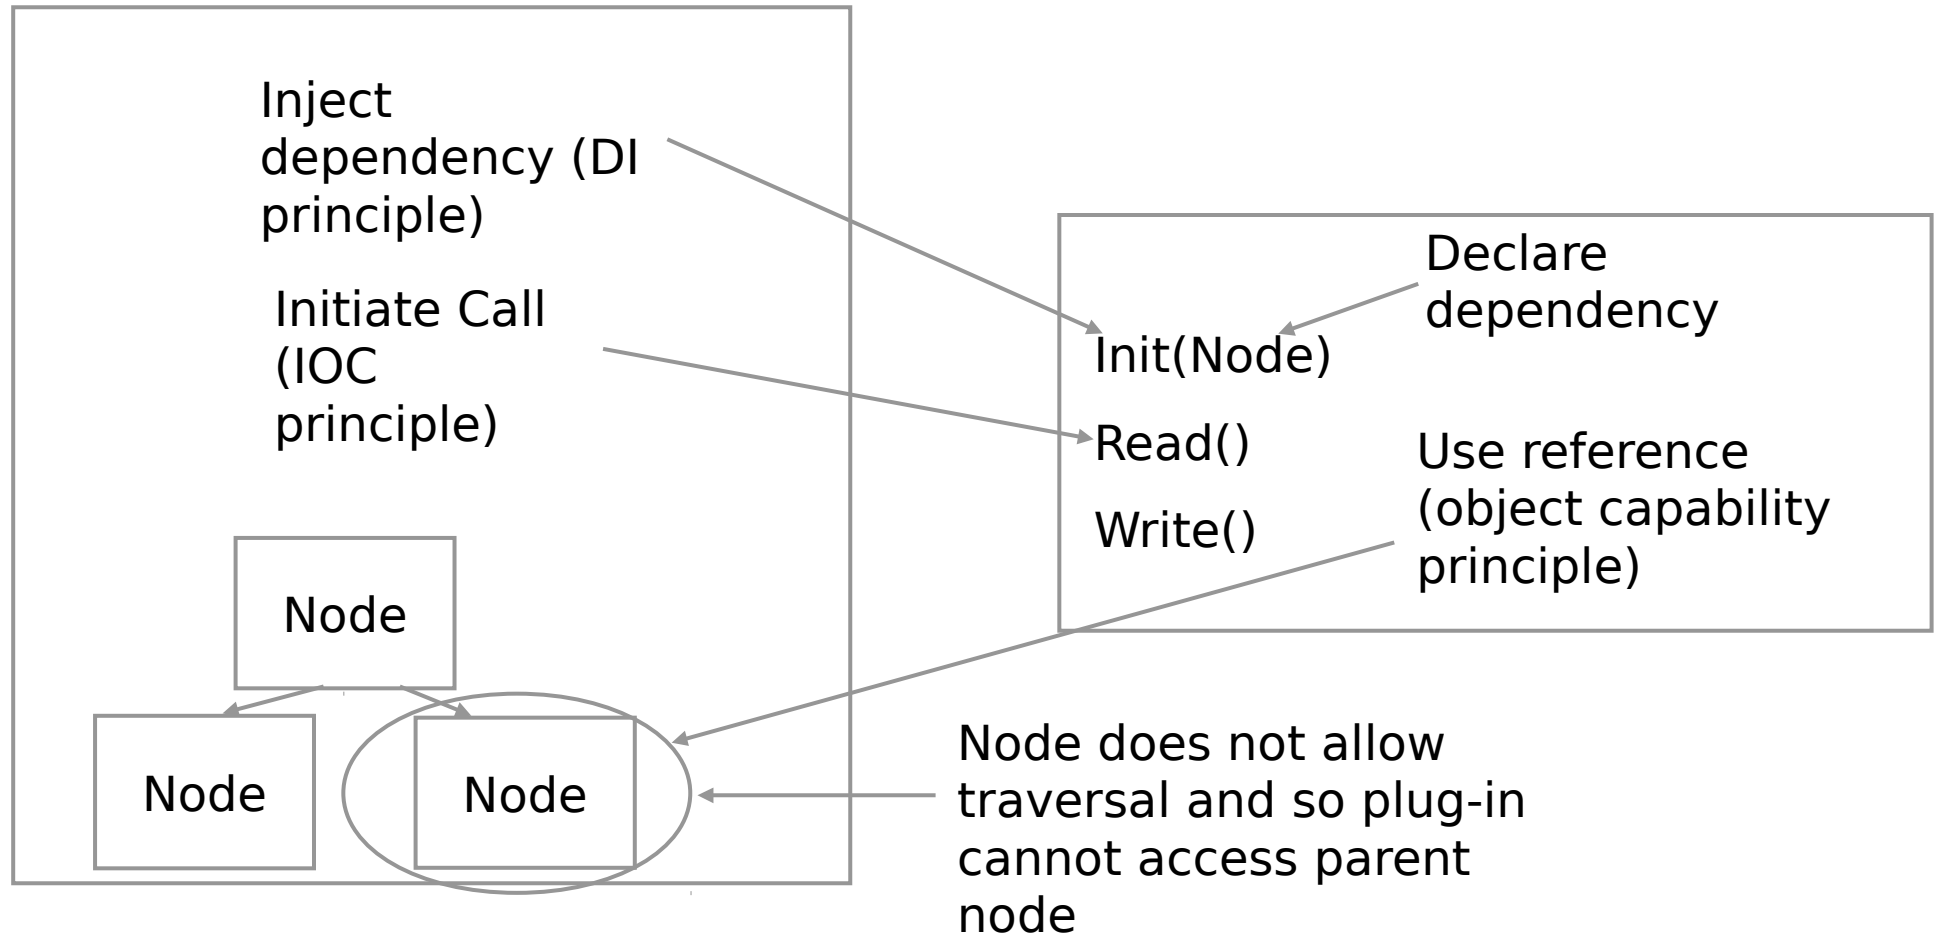 Inject
dependency (DI
principle)
Initiate Call
(IOC
principle)
Declare
dependency
Init(Node)
Read()
Write()
Use reference
(object capability
principle)
Node
Node
Node
Node does not allow
traversal and so plug-in
cannot access parent
node